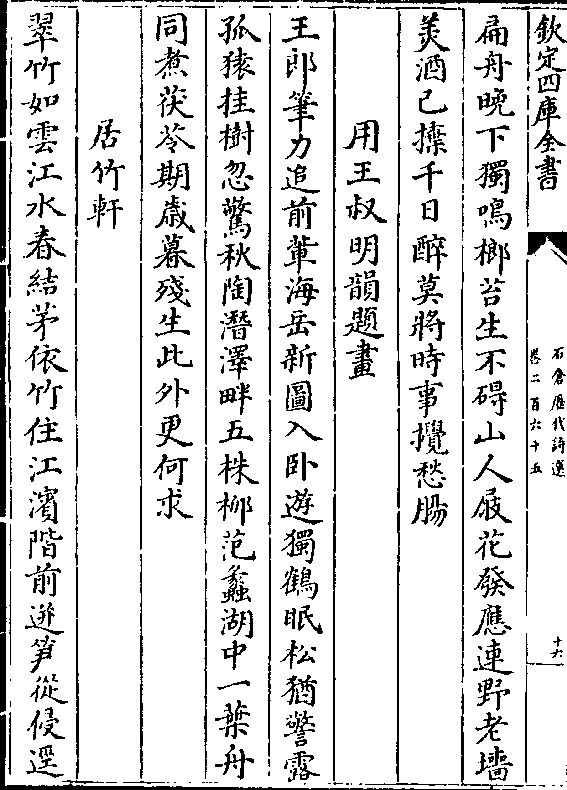 欽定四庫全書
石倉歷代詩選
卷二百六十五
十六
扁舟晚下獨鳴榔苔生不碍山人屐花發應連野老墻
羙酒已拚千日醉莫將時事攪愁腸
用王叔明韻題畫
王郎筆力追前輩海岳新圖入卧遊獨鶴眠松猶警露
孤猿挂樹忽驚秋陶潛澤畔五株栁范蠡湖中一葉舟
同煮茯苓期歲暮殘生此外更何求
居竹軒
翠竹如雲江水春結茅依竹住江濱階前迸笋從侵逕